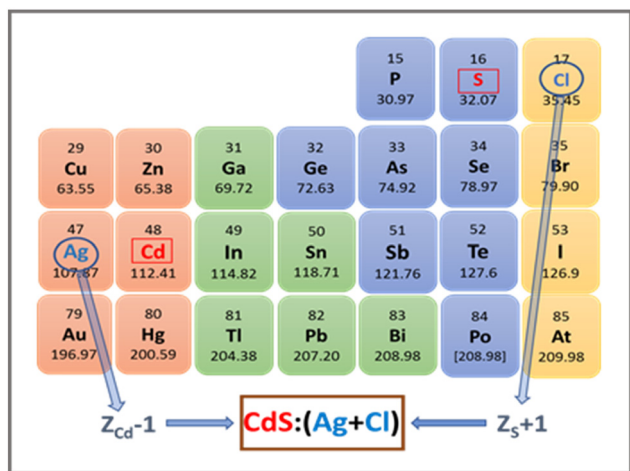 15 16 17
P S Cl
30.97 32.07 35.45
29 30 31 32 33 34 35
Cu Zn Ga Ge As Se Br
63.55 65.38 69.72 72.63 74.92 78.97 79.90
47 48 49 50 51 52 53
Ag Cd In Sn Sb Te I
107.87 112.41 114.82 118.71 121.76 127.6 126.9
79 80 81 82 83 84 85
Au Hg Tl Pb Bi Po At
196.97 200.59 204.38 207.20 208.98 [208.98] 209.98
Z_Cd-1 CdS:(Ag+Cl) Z_S+1